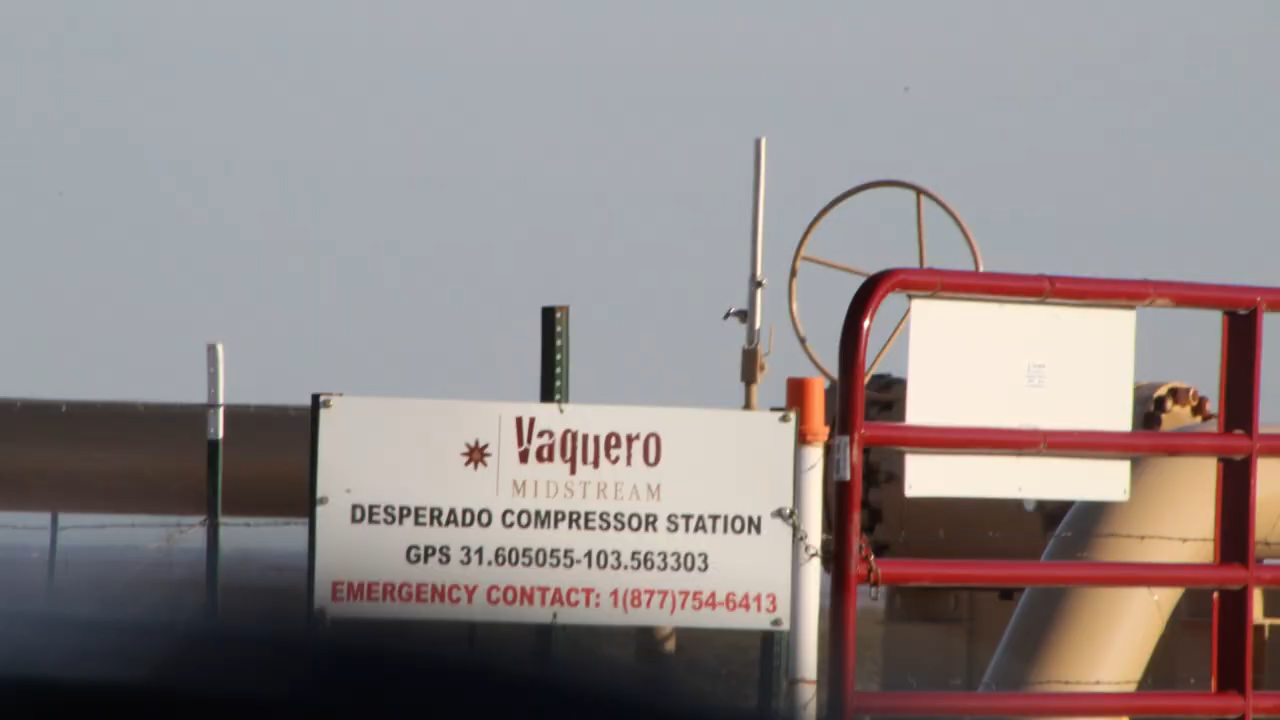 Vaquero
MIDSTREAM
DESPERADO COMPRESSOR STATION
GPS 31.605055-103.563303
EMERGENCY CONTACT: 1(877)754-6413